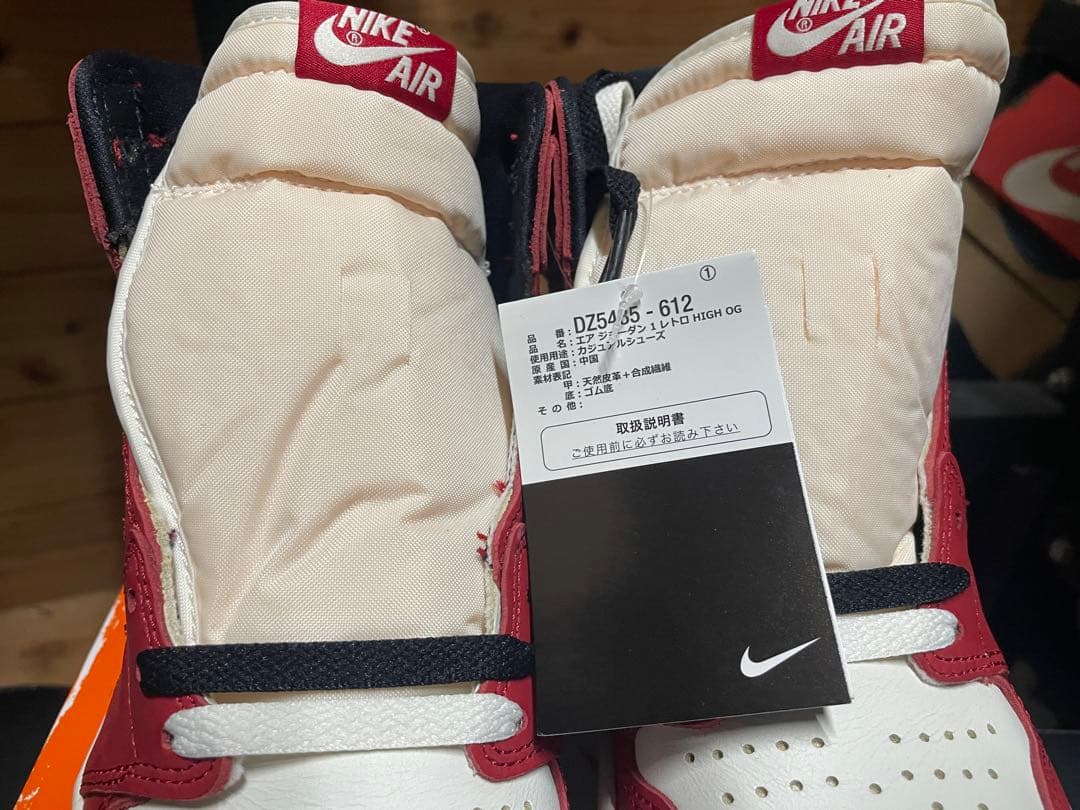 NIKE®
AIR
NIKE
AIR
①
品番:DZ5485-612
品名:エア ジョーダン 1 レトロ HIGH OG
使用用途:カジュアルシューズ
原産国:中国
素材表記
甲:天然皮革+合成繊維
底:ゴム底
その他:
取扱説明書
ご使用前に必ずお読み下さい